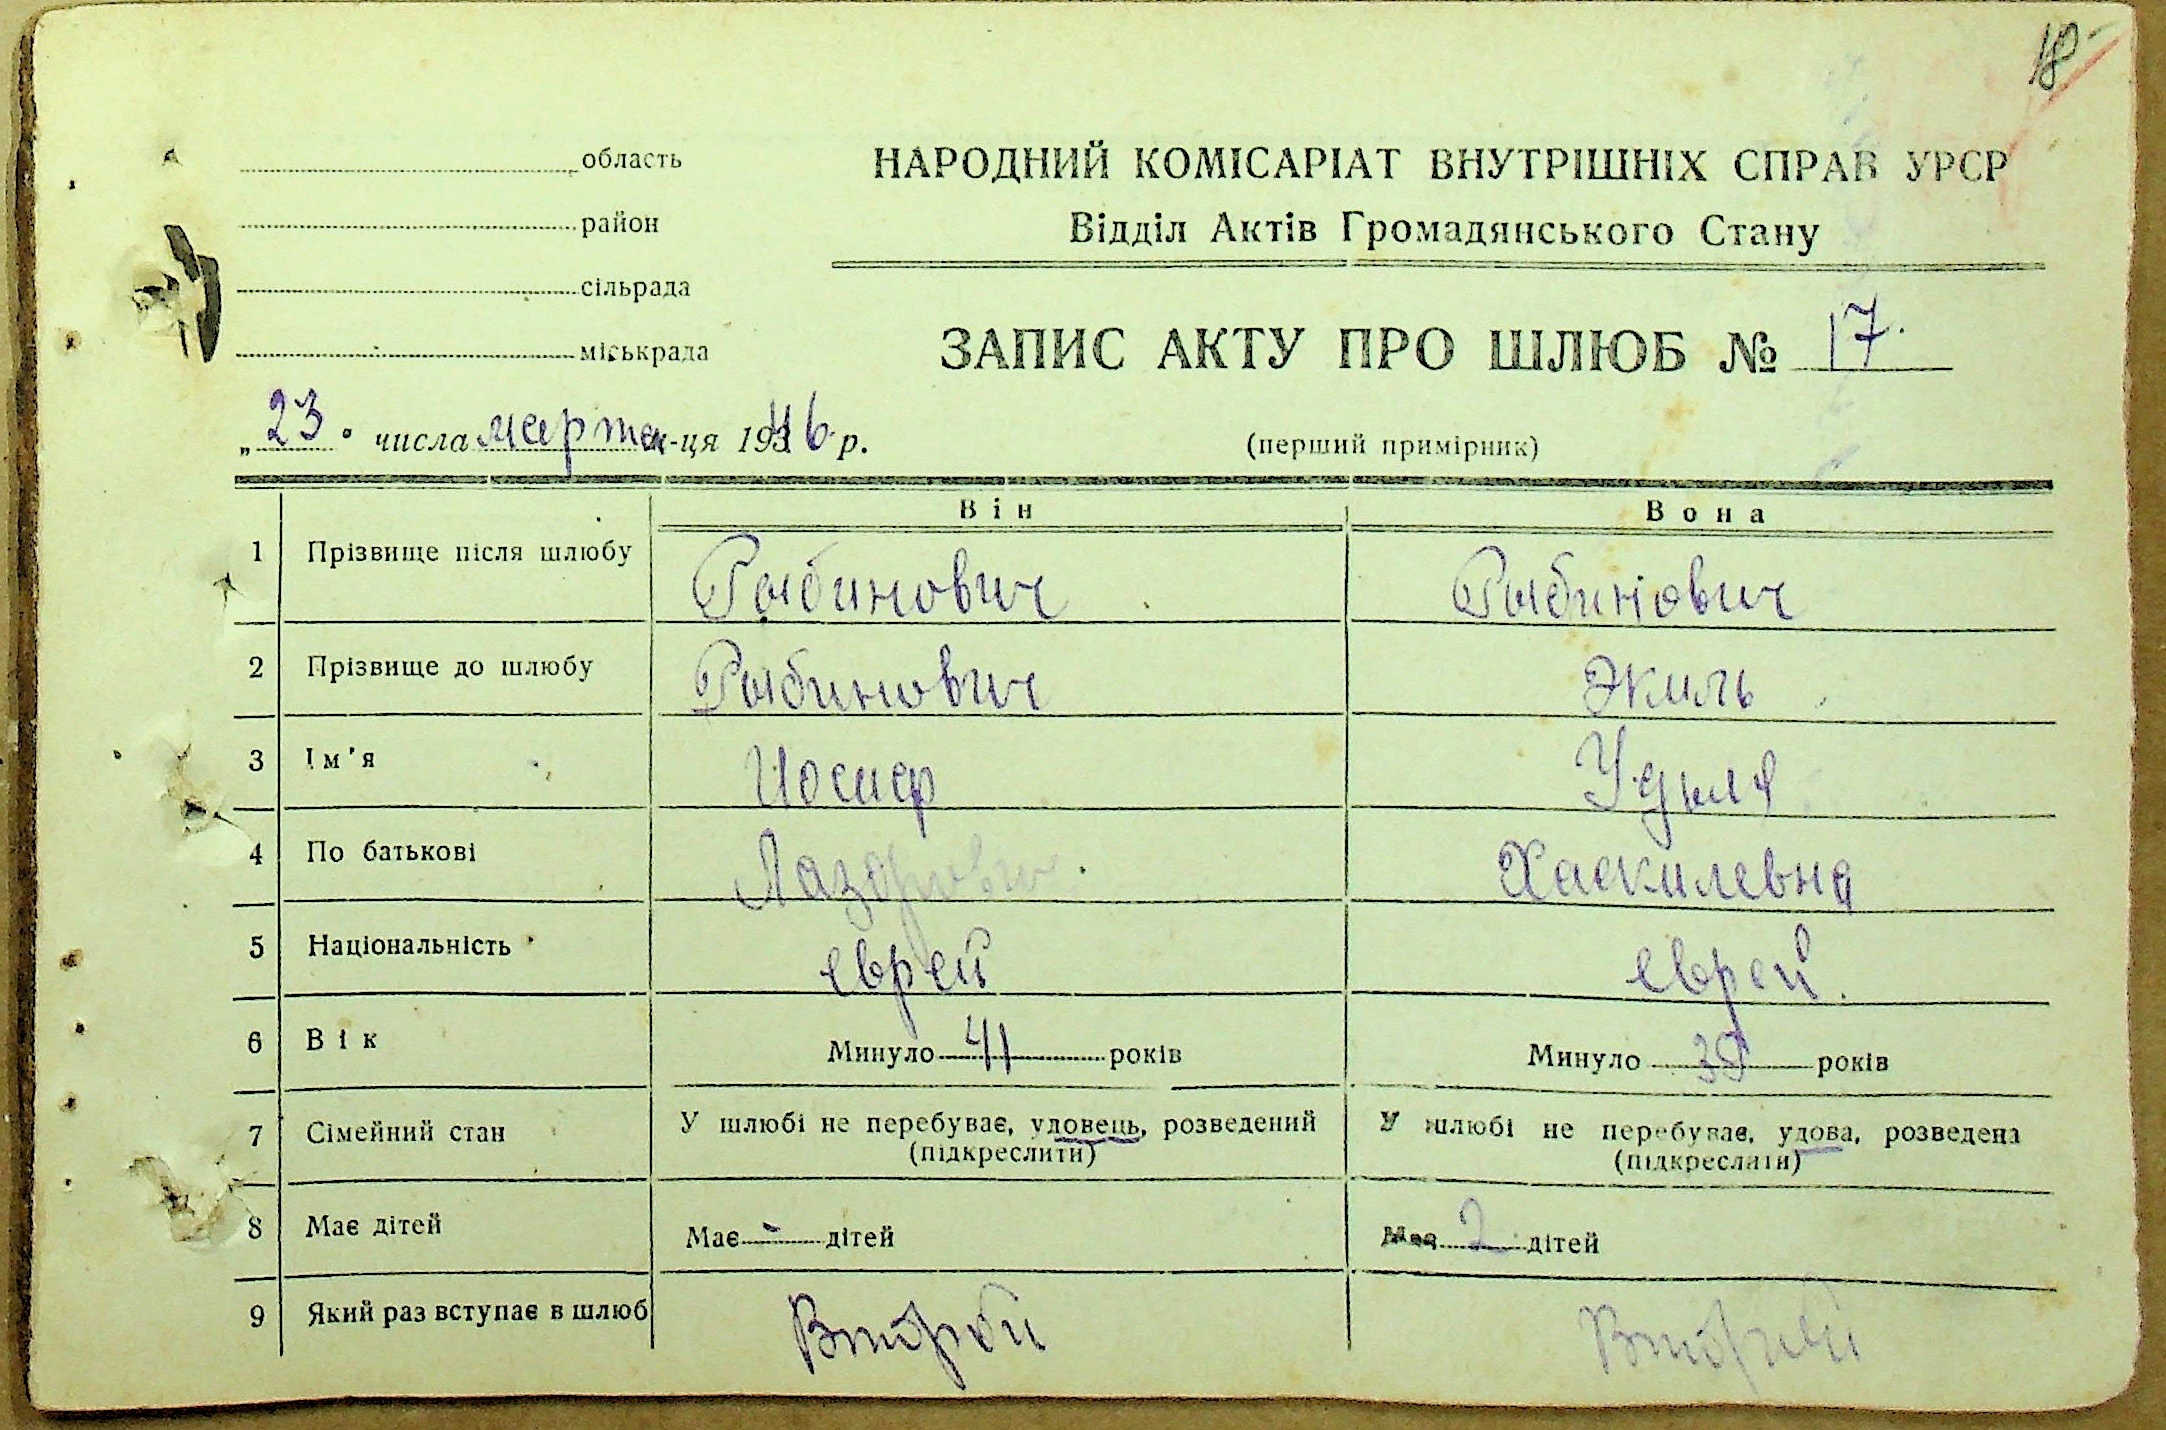 18
область
район
сільрада
міськрада
НАРОДНИЙ КОМІСАРІАТ ВНУТРІШНІХ СПРАВ УРСР
Відділ Актів Громадянського Стану
ЗАПИС АКТУ ПРО ШЛЮБ № 17.
„23" числа марта м-ця 1946 р.
(перший примірник)
Він Вона
1 Прізвище після шлюбу Рыбинович Рыбинович
2 Прізвище до шлюбу Рыбинович Экиль
3 Ім'я Иосиф Удыля
4 По батькові Лазарович Хаскилевна
5 Національність еврей еврей
6 Вік Минуло 41 років Минуло років
7 Сімейний стан У шлюбі не перебуває, удовець, розведений У шлюбі не перебуває, удова, розведена
(підкреслити) (підкреслити)
8 Має дітей Має - дітей Має 2 дітей
9 Який раз вступає в шлюб Второй Второй